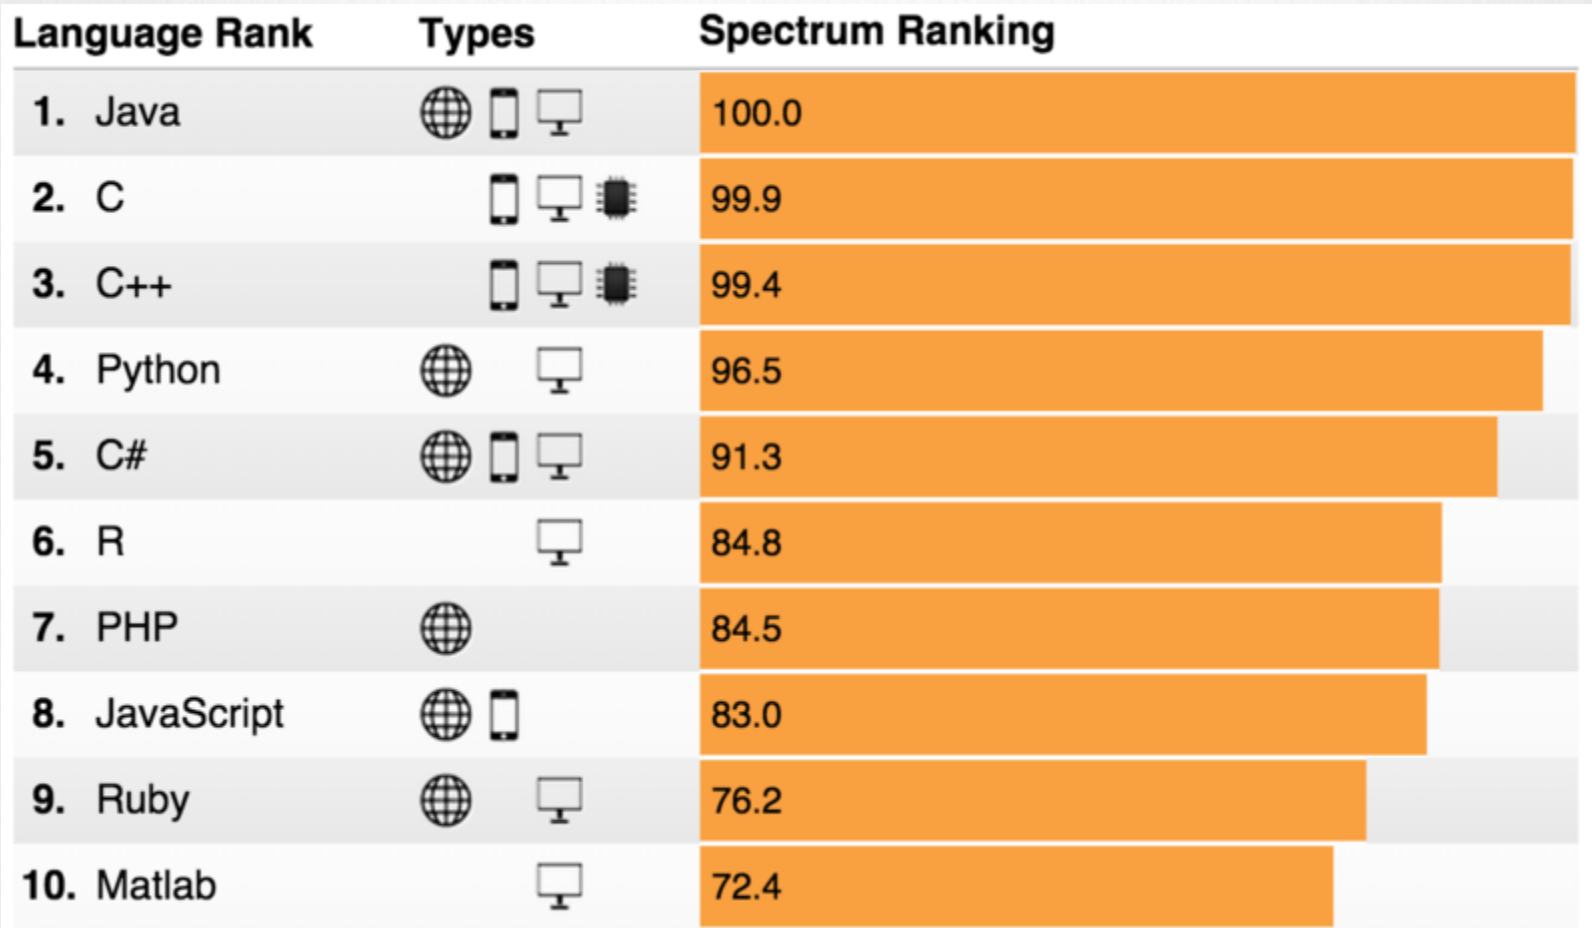 Language Rank Types Spectrum Ranking
1. Java 100.0
2. C 99.9
3. C++ 99.4
4. Python 96.5
5. C# 91.3
6. R 84.8
7. PHP 84.5
8. JavaScript 83.0
9. Ruby 76.2
10. Matlab 72.4